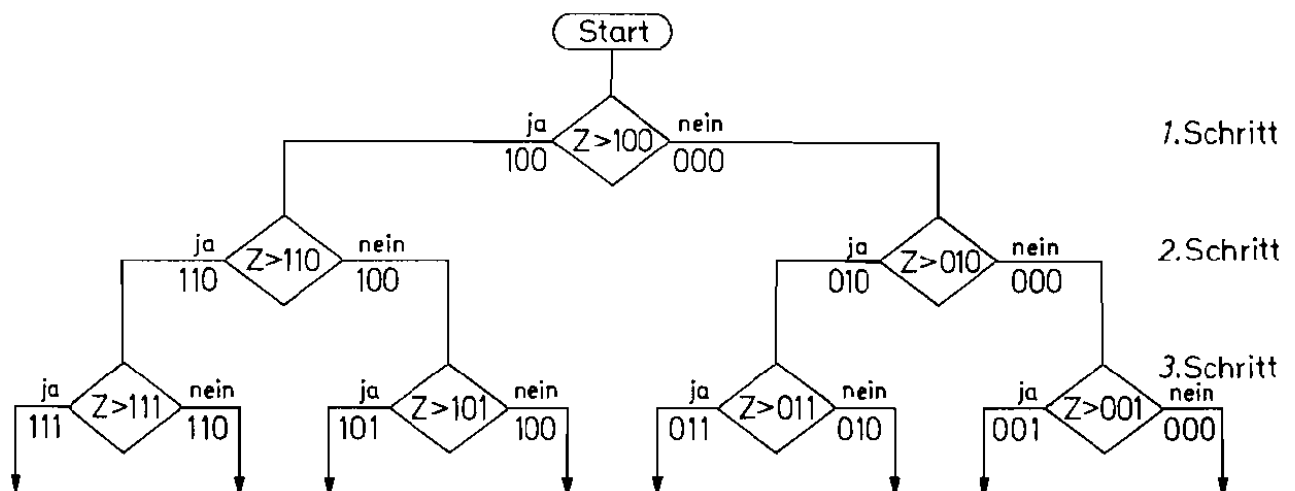 Start
ja Z>100 nein 1.Schritt
100 000
ja Z>110 nein ja Z>010 nein 2.Schritt
110 100 010 000
3.Schritt
ja Z>111 nein ja Z>101 nein ja Z>011 nein ja Z>001 nein
111 110 101 100 011 010 001 000